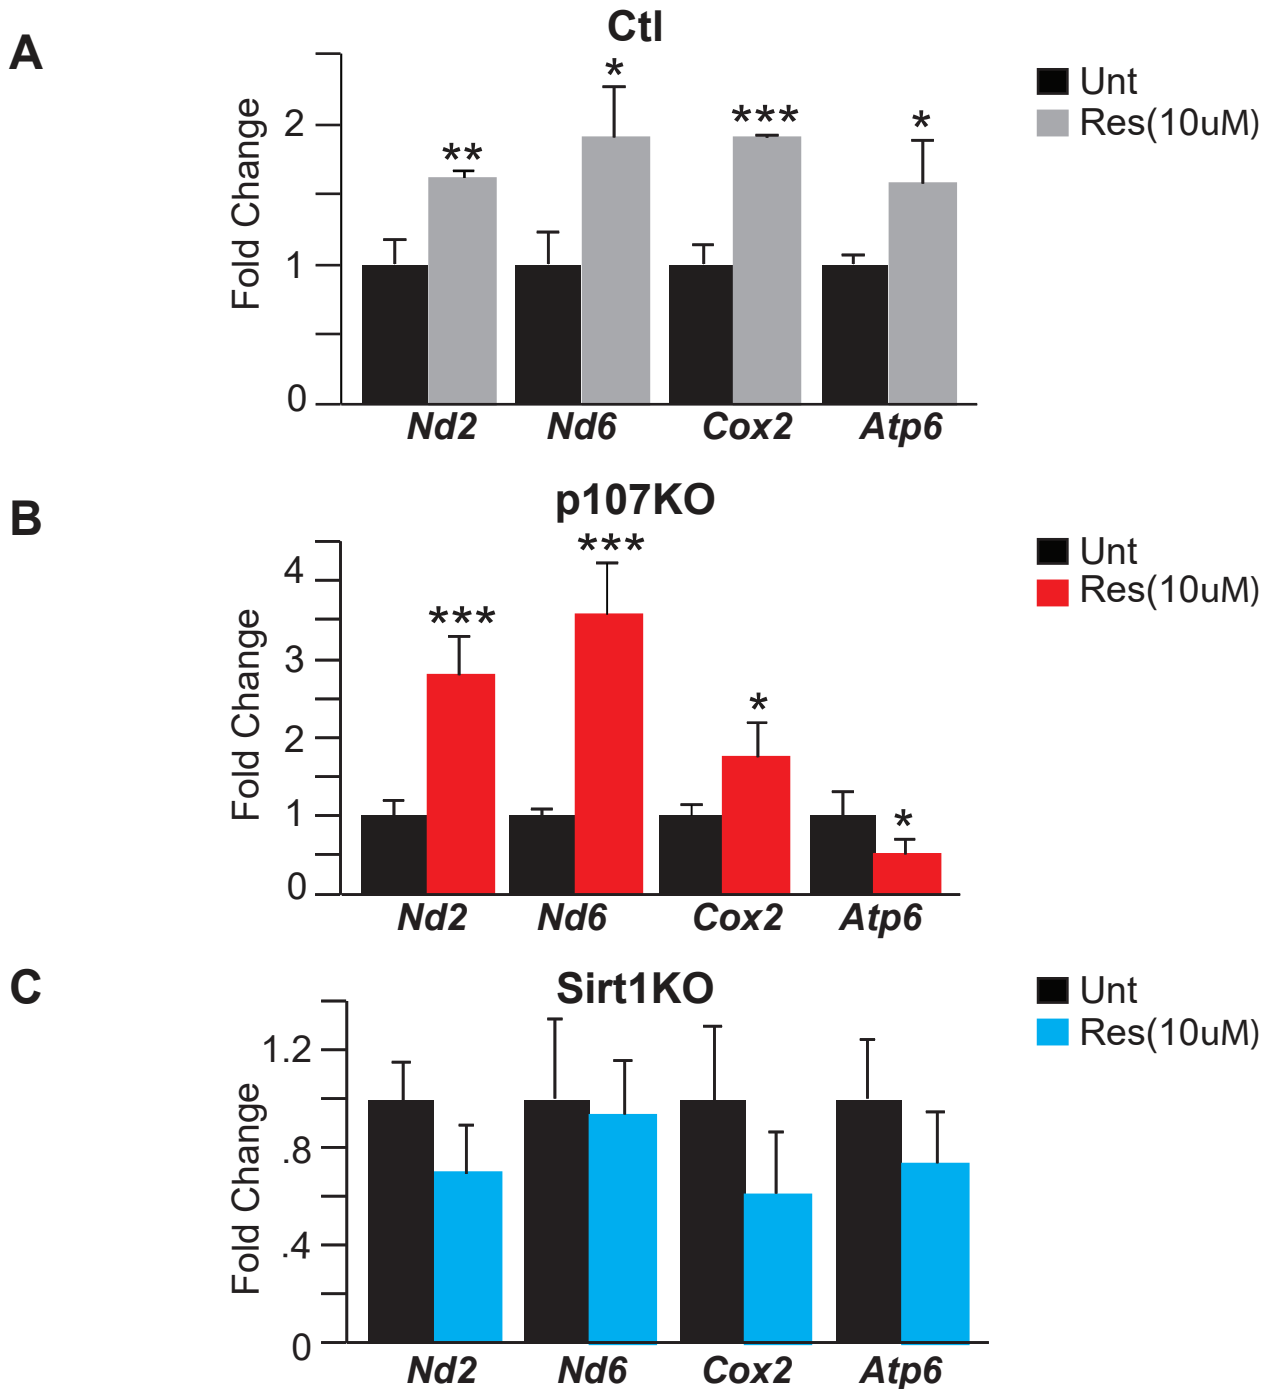 A
Ctl
Fold Change
2
1
0
** * *** *
Nd2 Nd6 Cox2 Atp6
Unt
Res(10uM)
B
p107KO
Fold Change
4
3
2
1
0
*** *** * *
Nd2 Nd6 Cox2 Atp6
Unt
Res(10uM)
C
Sirt1KO
Fold Change
1.2
.8
.4
0
Nd2 Nd6 Cox2 Atp6
Unt
Res(10uM)